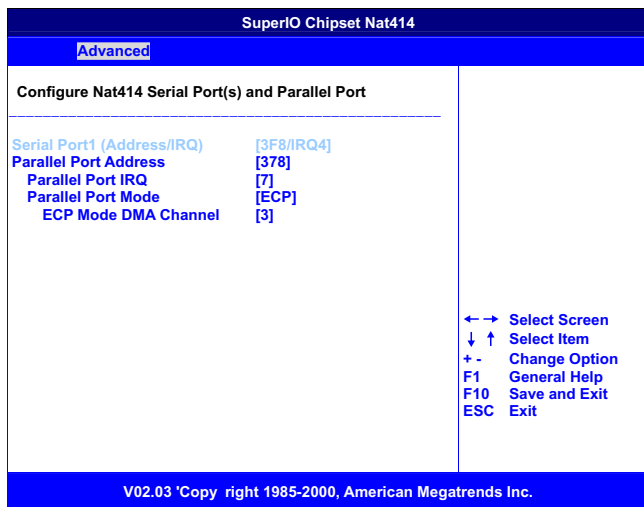 SuperIO Chipset Nat414
Advanced
Configure Nat414 Serial Port(s) and Parallel Port
Serial Port1 (Address/IRQ) [3F8/IRQ4]
Parallel Port Address [378]
Parallel Port IRQ [7]
Parallel Port Mode [ECP]
ECP Mode DMA Channel [3]
←→ Select Screen
↓ ↑ Select Item
+ - Change Option
F1 General Help
F10 Save and Exit
ESC Exit
V02.03 'Copy right 1985-2000, American Megatrends Inc.